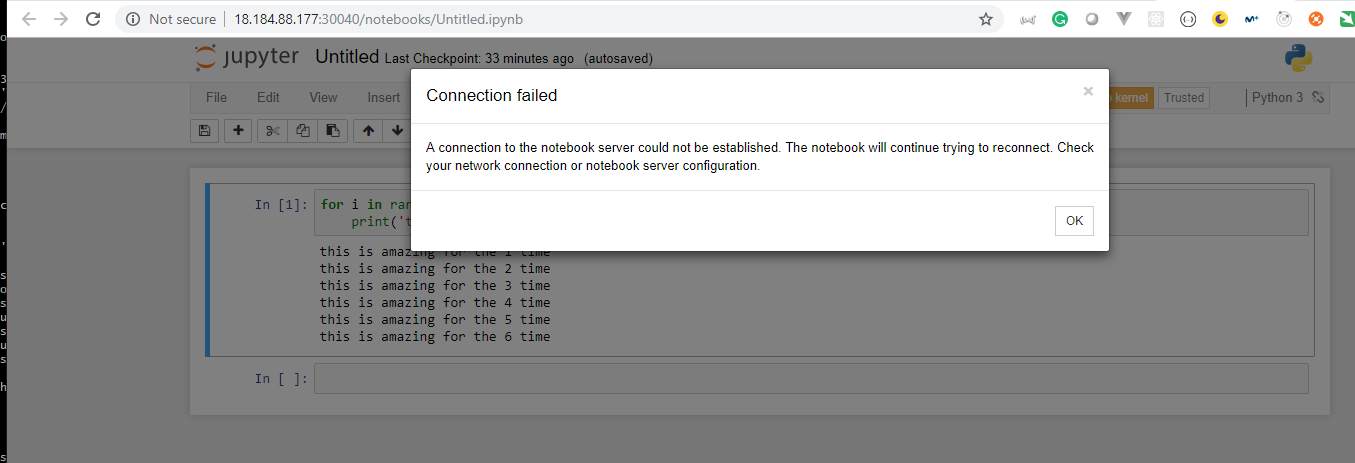 Not secure
18.184.88.177:30040/notebooks/Untitled.ipynb
jupyter Untitled Last Checkpoint: 33 minutes ago (autosaved)
Connection failed
×
File Edit View Insert
kernel
Trusted
Python 3
A connection to the notebook server could not be established. The notebook will continue trying to reconnect. Check
your network connection or notebook server configuration.
OK
In [1]: for i in ran
print('t
this is amazing for the 1 time
this is amazing for the 2 time
this is amazing for the 3 time
this is amazing for the 4 time
this is amazing for the 5 time
this is amazing for the 6 time
In [ ]: